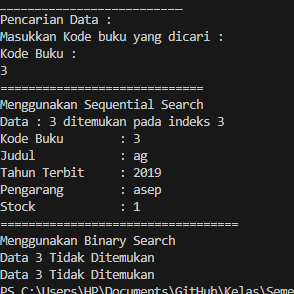 __________________________
Pencarian Data :
Masukkan Kode buku yang dicari :
Kode Buku :
3
=============================
Menggunakan Sequential Search
Data : 3 ditemukan pada indeks 3
Kode Buku : 3
Judul : ag
Tahun Terbit : 2019
Pengarang : asep
Stock : 1
==================================
Menggunakan Binary Search
Data 3 Tidak Ditemukan
Data 3 Tidak Ditemukan
PS C:\Users\HP\Documents\GitHub\Kelas\Seme